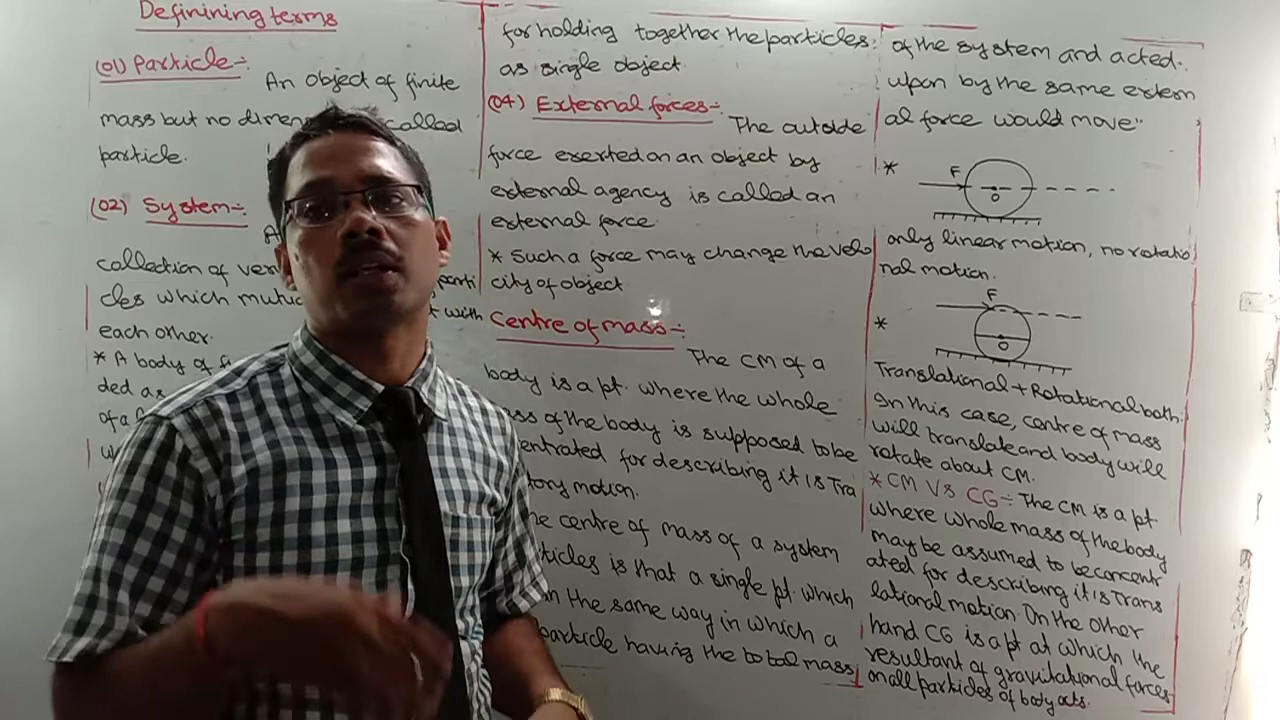 Definining terms
(01) Particle:-
An object of finite
mass but no dimen called
particle.
(02) System:-
A
collection of ver parti
cles which mutu t with
each other.
* A body of fi
ded as
of a
for holding together the particles
as single object.
(04) External forces:-
The outside
force exerted on an object by
external agency is called an
external force
* Such a force may change the velo
city of object
Centre of mass:-
The CM of a
body is a pt. where the whole
ss of the body is supposed to be
entrated for describing it is Tra
tory motion.
e centre of mass of a system
ticles is that a single pt. which
n the same way in which a
particle having the total mass
of the system and acted
upon by the same extern
al force would move"
*
F
O
only linear motion, no rotatio
nal motion.
F
*
O
Translational + Rotational both
In this case, centre of mass
will translate and body will
rotate about CM.
* CM Vs CG:- The CM is a pt
where whole mass of the body
may be assumed to be concentr
ated for describing it is Trans
lational motion. On the other
hand CG is a pt at which the
resultant of gravitational forces
on all particles of body acts.